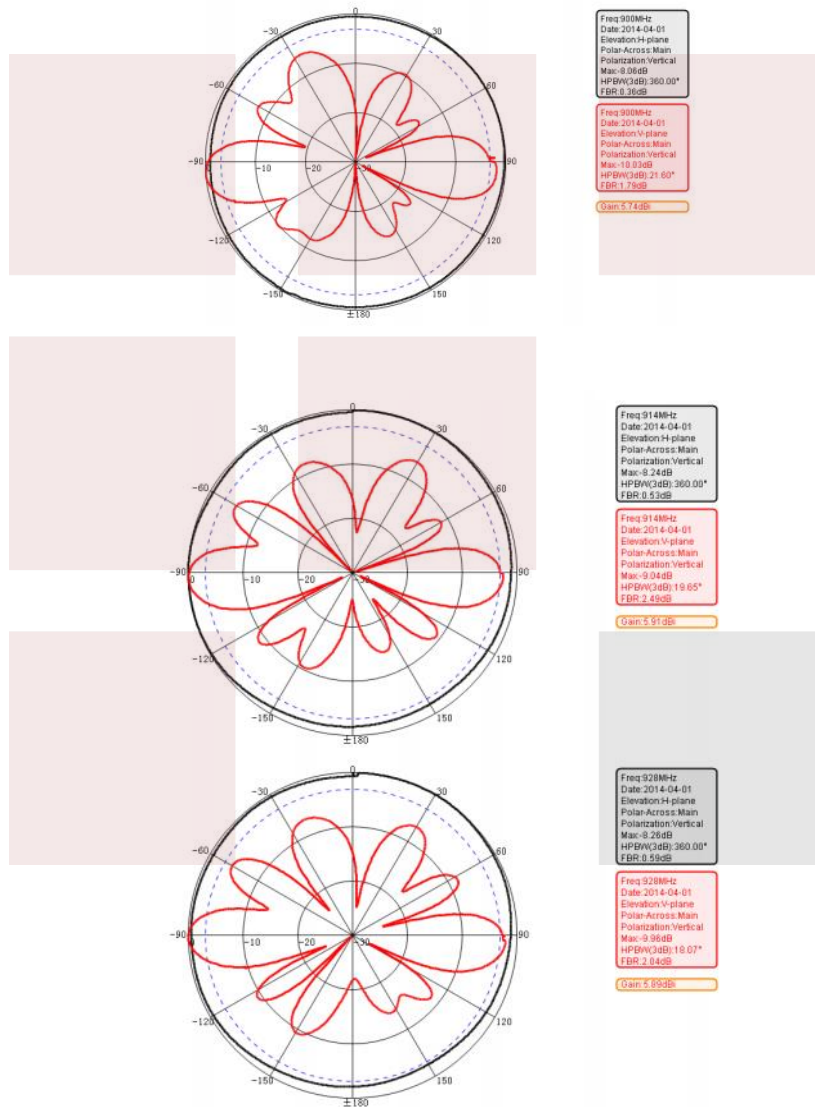 0
-30
30
-60
60
-90
-10
-20
-30
90
-120
120
-150
150
±180
Freq:900MHz
Date:2014-04-01
Elevation:H-plane
Polar-Across:Main
Polarization:Vertical
Max:-8.06dB
HPBW(3dB):360.00°
FBR:0.36dB
Freq:900MHz
Date:2014-04-01
Elevation:V-plane
Polar-Across:Main
Polarization:Vertical
Max:-10.03dB
HPBW(3dB):21.60°
FBR:1.79dB
Gain:5.74dBi
0
-30
30
-60
60
-90
0
-10
-20
-30
90
-120
120
-150
150
±180
Freq:914MHz
Date:2014-04-01
Elevation:H-plane
Polar-Across:Main
Polarization:Vertical
Max:-8.24dB
HPBW(3dB):360.00°
FBR:0.53dB
Freq:914MHz
Date:2014-04-01
Elevation:V-plane
Polar-Across:Main
Polarization:Vertical
Max:-9.04dB
HPBW(3dB):19.65°
FBR:2.49dB
Gain:5.91dBi
0
-30
30
-60
60
-90
0
-10
-20
-30
90
-120
120
-150
150
±180
Freq:928MHz
Date:2014-04-01
Elevation:H-plane
Polar-Across:Main
Polarization:Vertical
Max:-8.26dB
HPBW(3dB):360.00°
FBR:0.59dB
Freq:928MHz
Date:2014-04-01
Elevation:V-plane
Polar-Across:Main
Polarization:Vertical
Max:-9.96dB
HPBW(3dB):18.07°
FBR:2.04dB
Gain:5.89dBi